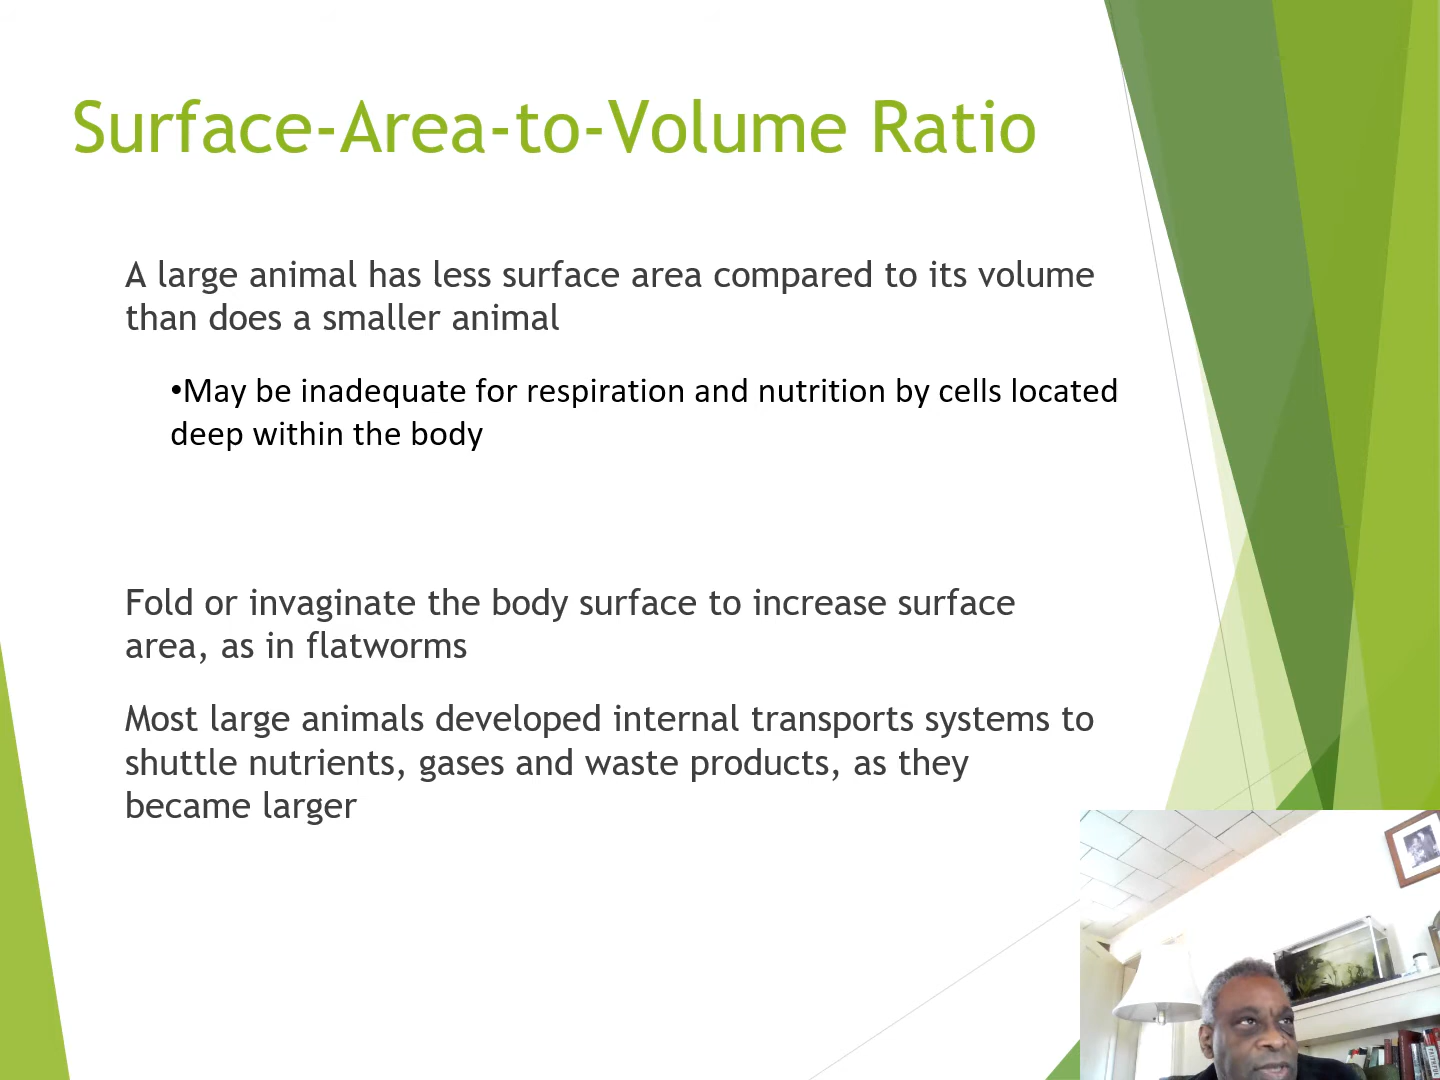 Surface-Area-to-Volume Ratio
A large animal has less surface area compared to its volume
than does a smaller animal
•May be inadequate for respiration and nutrition by cells located
deep within the body
Fold or invaginate the body surface to increase surface
area, as in flatworms
Most large animals developed internal transports systems to
shuttle nutrients, gases and waste products, as they
became larger